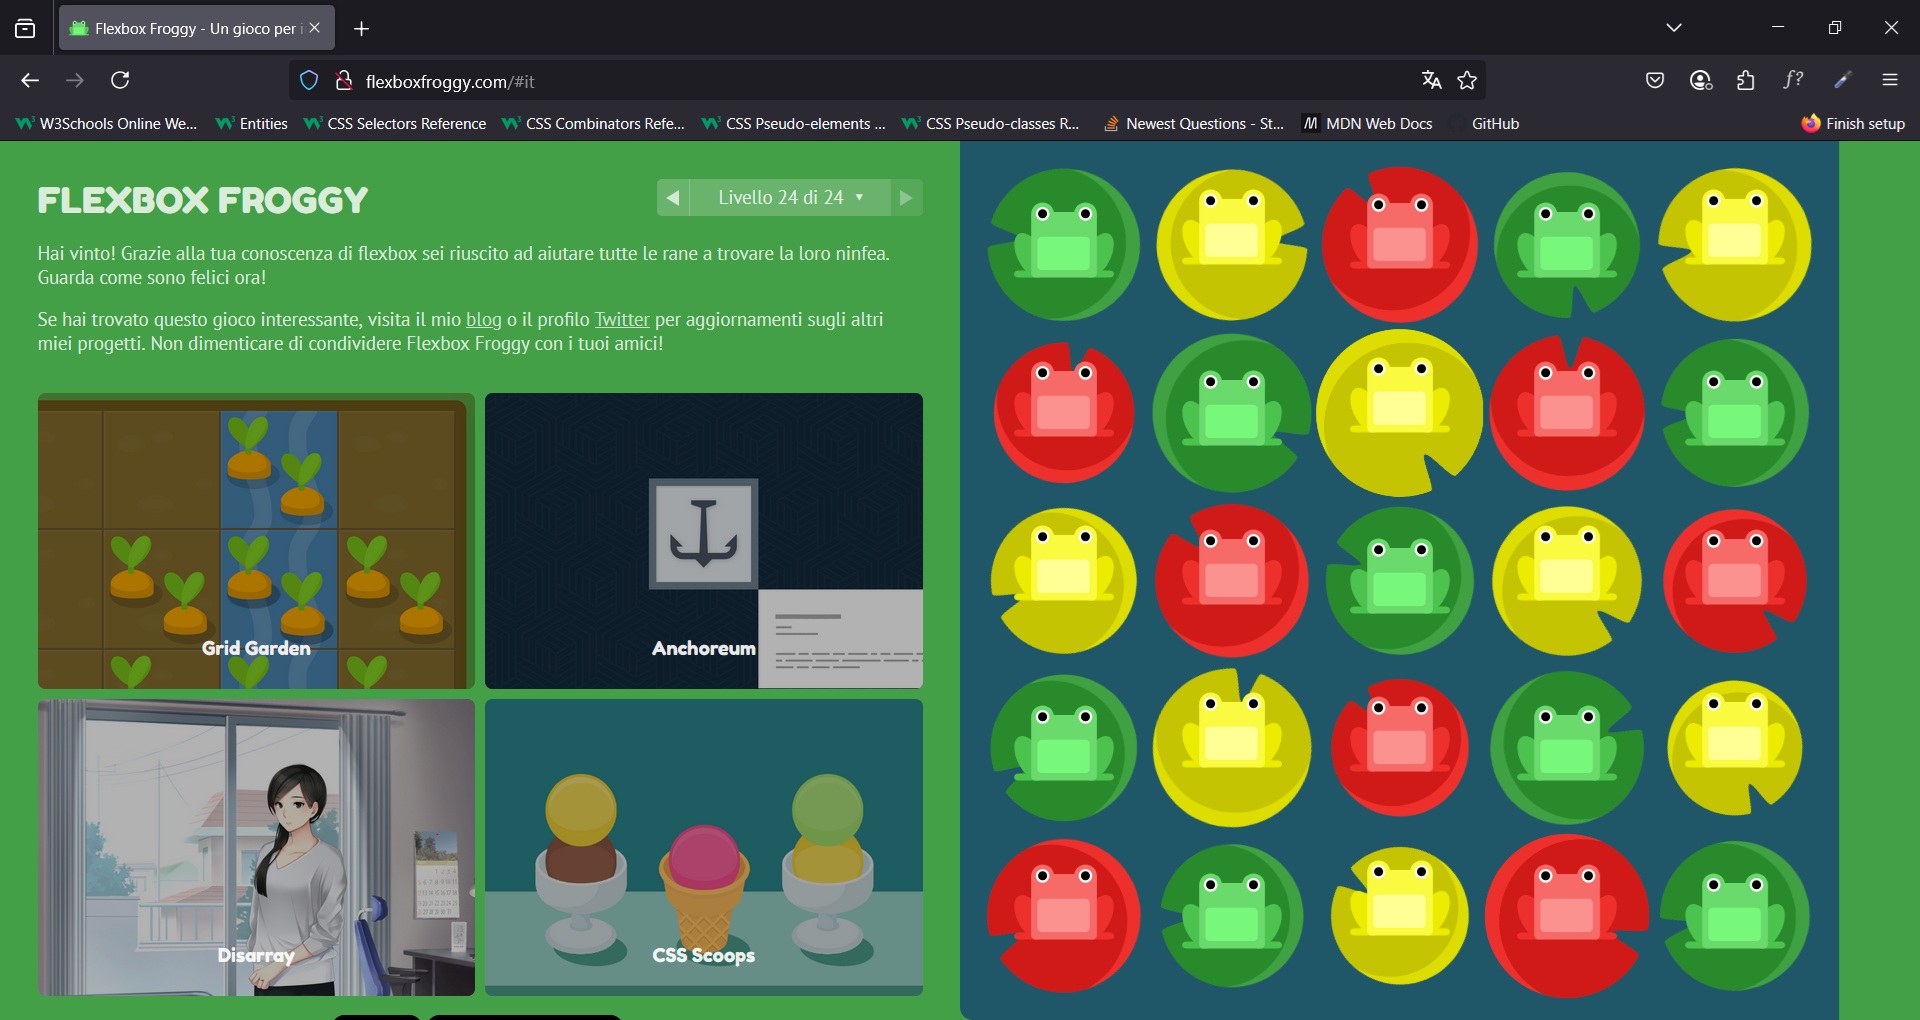 Flexbox Froggy - Un gioco per i
flexboxfroggy.com/#it
W3Schools Online We...
Entities
CSS Selectors Reference
CSS Combinators Refe...
CSS Pseudo-elements ...
CSS Pseudo-classes R...
Newest Questions - St...
MDN Web Docs
GitHub
Finish setup
FLEXBOX FROGGY
Livello 24 di 24
Hai vinto! Grazie alla tua conoscenza di flexbox sei riuscito ad aiutare tutte le rane a trovare la loro ninfea.
Guarda come sono felici ora!
Se hai trovato questo gioco interessante, visita il mio blog o il profilo Twitter per aggiornamenti sugli altri
miei progetti. Non dimenticare di condividere Flexbox Froggy con i tuoi amici!
Grid Garden
Anchoreum
Disarray
CSS Scoops